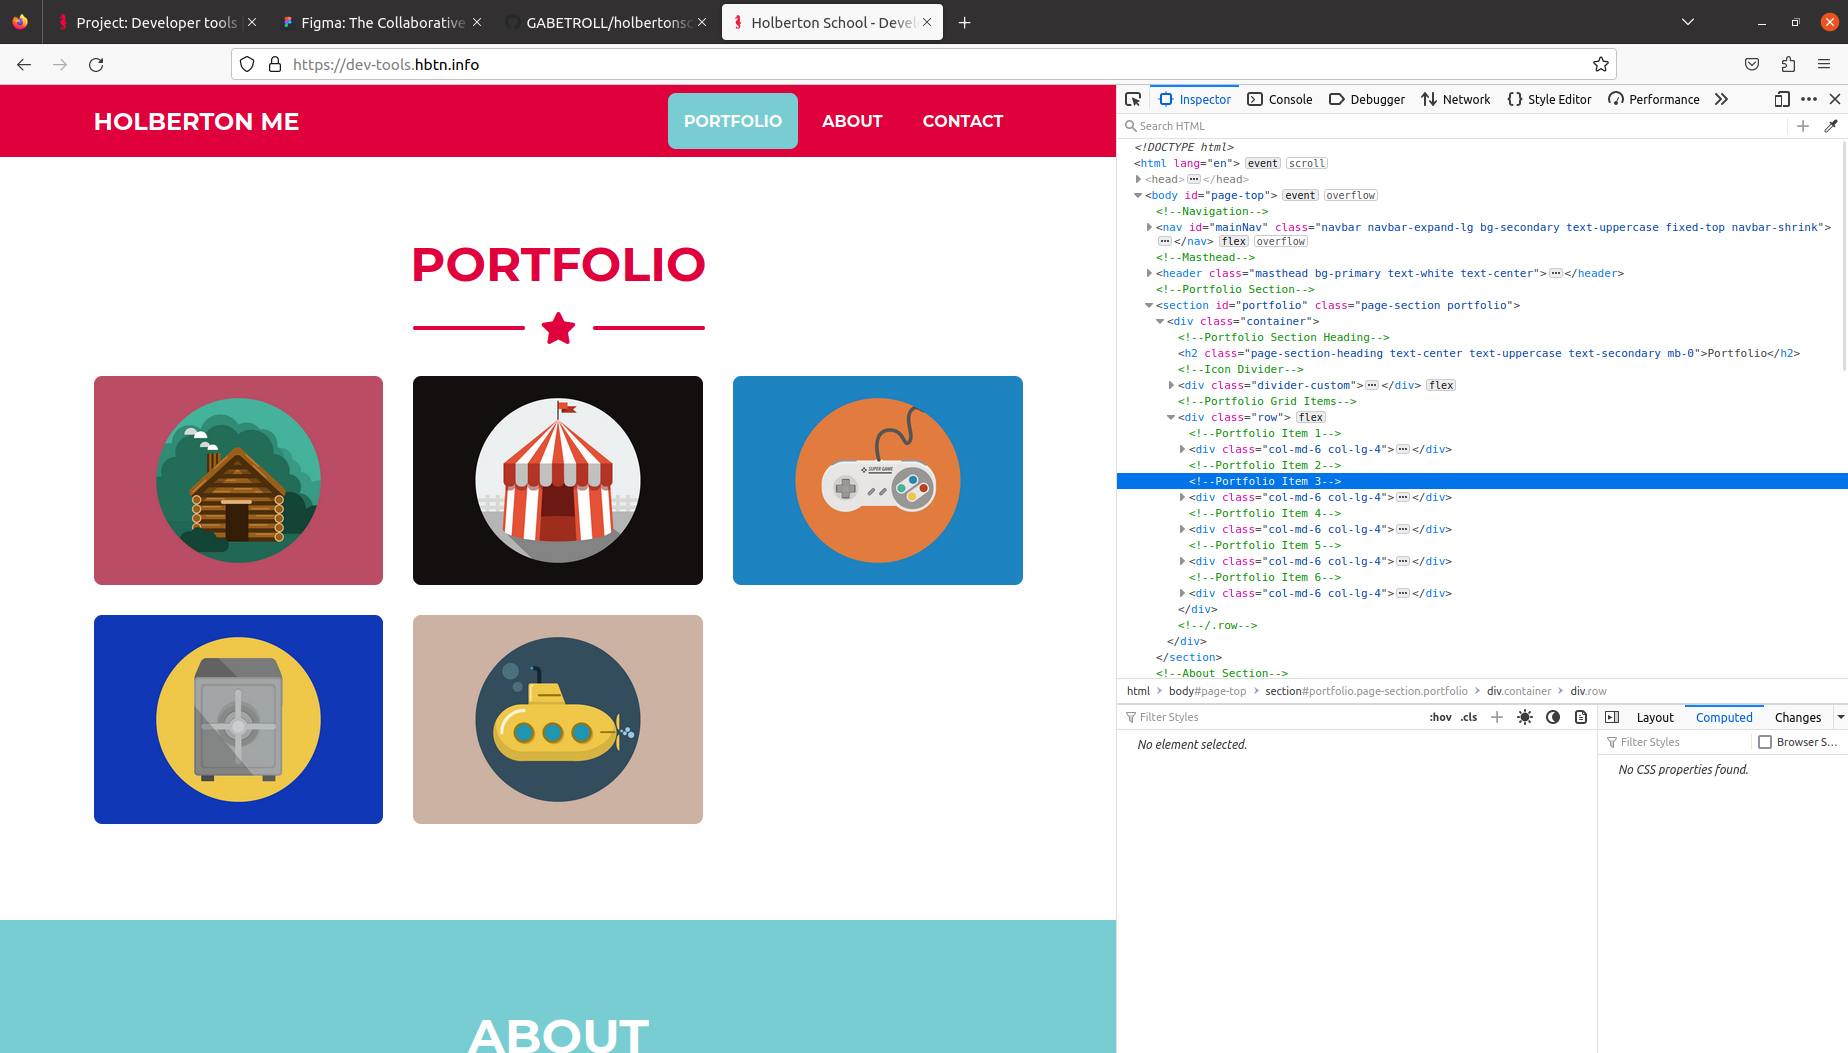 Project: Developer tools
Figma: The Collaborative
GABETROLL/holbertonsc
Holberton School - Devel
https://dev-tools.hbtn.info
HOLBERTON ME
PORTFOLIO
ABOUT
CONTACT
PORTFOLIO
SUPER GAME
ABOUT
Inspector
Console
Debugger
Network
Style Editor
Performance
Search HTML
<!DOCTYPE html>
<html lang="en"> event scroll
<head>⋯</head>
<body id="page-top"> event overflow
<!--Navigation-->
<nav id="mainNav" class="navbar navbar-expand-lg bg-secondary text-uppercase fixed-top navbar-shrink">
⋯</nav> flex overflow
<!--Masthead-->
<header class="masthead bg-primary text-white text-center">⋯</header>
<!--Portfolio Section-->
<section id="portfolio" class="page-section portfolio">
<div class="container">
<!--Portfolio Section Heading-->
<h2 class="page-section-heading text-center text-uppercase text-secondary mb-0">Portfolio</h2>
<!--Icon Divider-->
<div class="divider-custom">⋯</div> flex
<!--Portfolio Grid Items-->
<div class="row"> flex
<!--Portfolio Item 1-->
<div class="col-md-6 col-lg-4">⋯</div>
<!--Portfolio Item 2-->
<!--Portfolio Item 3-->
<div class="col-md-6 col-lg-4">⋯</div>
<!--Portfolio Item 4-->
<div class="col-md-6 col-lg-4">⋯</div>
<!--Portfolio Item 5-->
<div class="col-md-6 col-lg-4">⋯</div>
<!--Portfolio Item 6-->
<div class="col-md-6 col-lg-4">⋯</div>
</div>
<!--/.row-->
</div>
</section>
<!--About Section-->
html > body#page-top > section#portfolio.page-section.portfolio > div.container > div.row
Filter Styles
:hov .cls
Layout
Computed
Changes
No element selected.
Filter Styles
Browser S...
No CSS properties found.